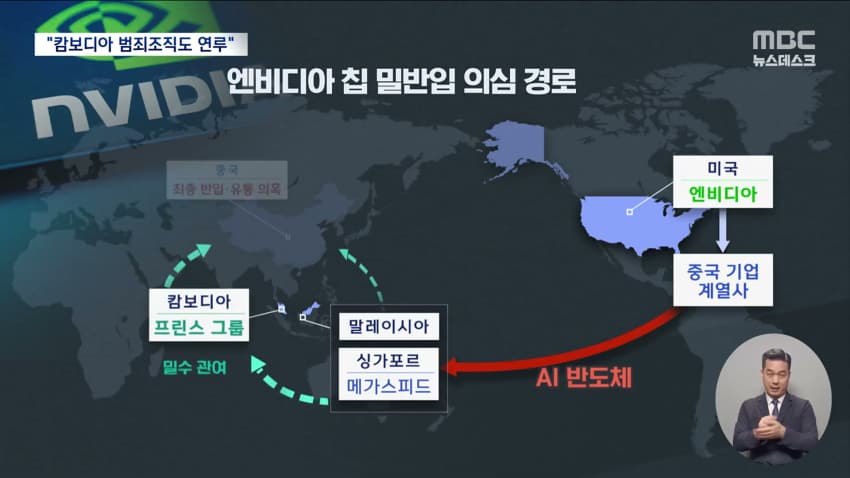 "캄보디아 범죄조직도 연루"
MBC
뉴스데스크
엔비디아 칩 밀반입 의심 경로
NVIDIA
중국
최종 반입·유통 의혹
미국
엔비디아
중국 기업
계열사
캄보디아
프린스 그룹
밀수 관여
말레이시아
싱가포르
메가스피드
AI 반도체